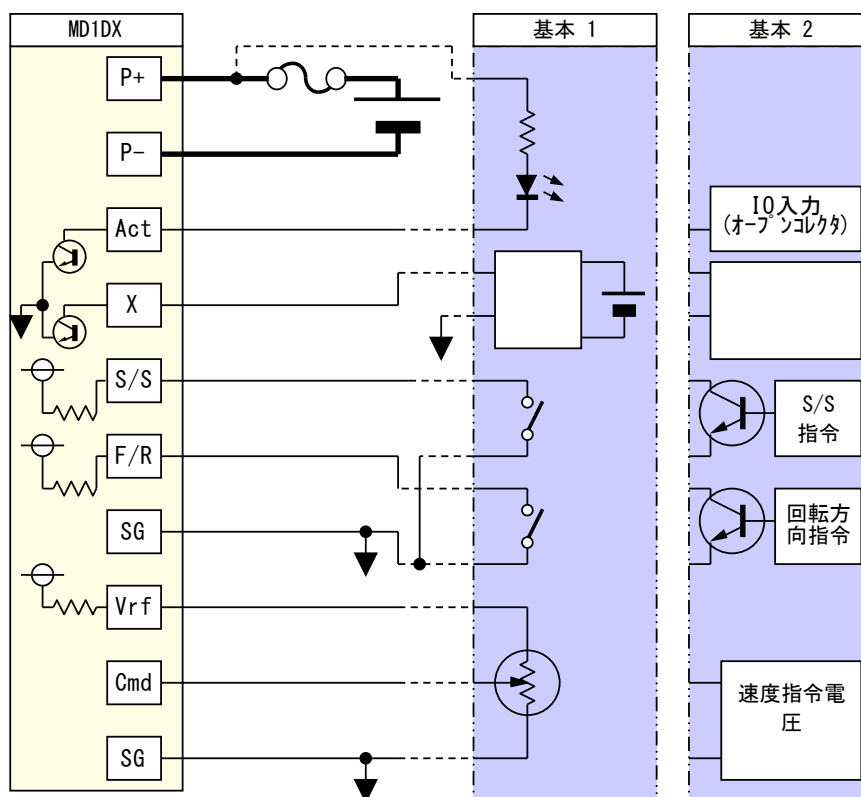 MD1DX
基本 1
基本 2
P+
P-
Act
IO入力
(オープンコレクタ)
X
S/S
S/S
指令
F/R
SG
回転方
向指令
Vrf
Cmd
速度指令電
圧
SG